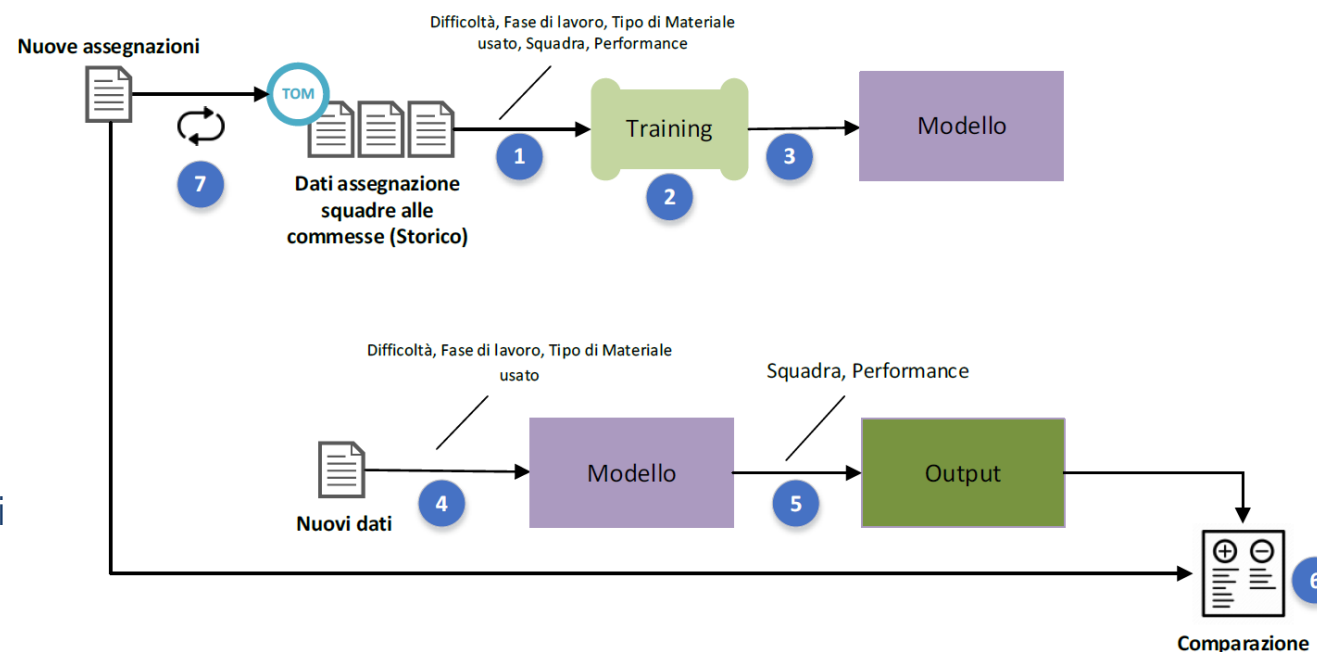 Difficoltà, Fase di lavoro, Tipo di Materiale
usato, Squadra, Performance
Nuove assegnazioni
TOM
Training
Modello
1
3
7
2
Dati assegnazione
squadre alle
commesse (Storico)
Difficoltà, Fase di lavoro, Tipo di Materiale
usato
Squadra, Performance
Modello
Output
4
5
Nuovi dati
i
6
Comparazione